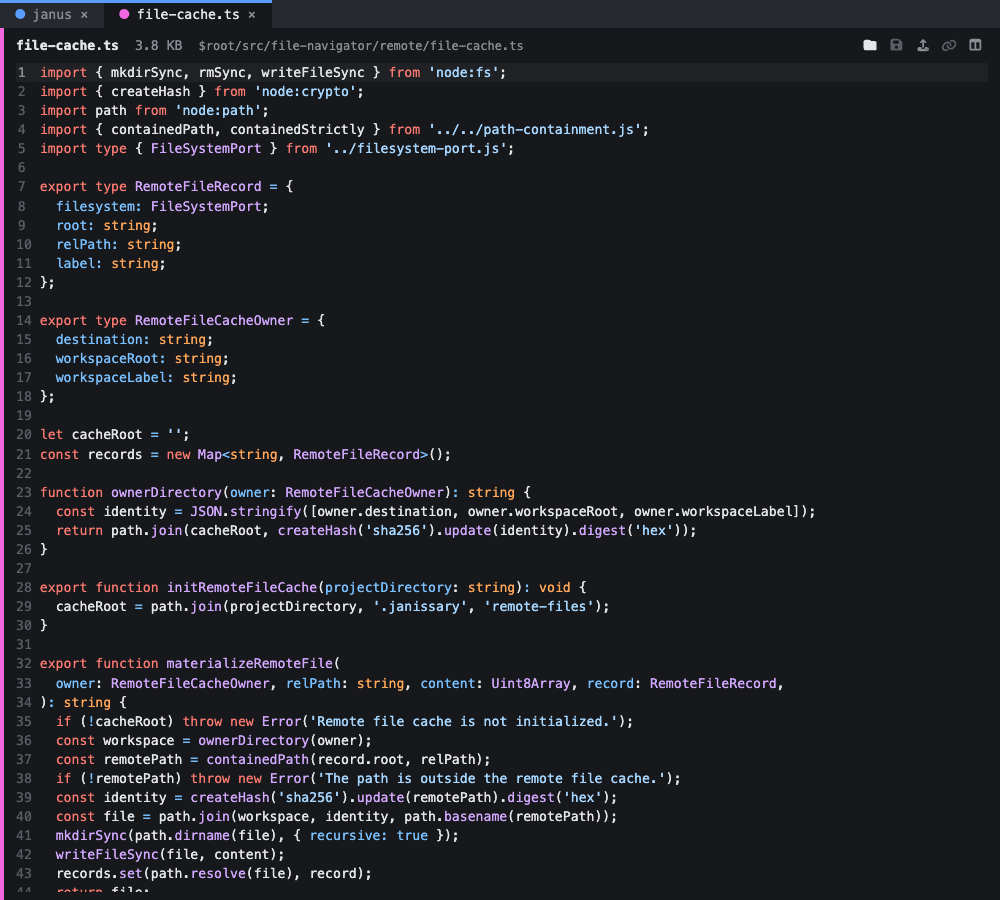 janus ×
file-cache.ts ×
file-cache.ts 3.8 KB $root/src/file-navigator/remote/file-cache.ts
1 import { mkdirSync, rmSync, writeFileSync } from 'node:fs';
2 import { createHash } from 'node:crypto';
3 import path from 'node:path';
4 import { containedPath, containedStrictly } from '../../path-containment.js';
5 import type { FileSystemPort } from '../filesystem-port.js';
6
7 export type RemoteFileRecord = {
8   filesystem: FileSystemPort;
9   root: string;
10   relPath: string;
11   label: string;
12 };
13
14 export type RemoteFileCacheOwner = {
15   destination: string;
16   workspaceRoot: string;
17   workspaceLabel: string;
18 };
19
20 let cacheRoot = '';
21 const records = new Map<string, RemoteFileRecord>();
22
23 function ownerDirectory(owner: RemoteFileCacheOwner): string {
24   const identity = JSON.stringify([owner.destination, owner.workspaceRoot, owner.workspaceLabel]);
25   return path.join(cacheRoot, createHash('sha256').update(identity).digest('hex'));
26 }
27
28 export function initRemoteFileCache(projectDirectory: string): void {
29   cacheRoot = path.join(projectDirectory, '.janissary', 'remote-files');
30 }
31
32 export function materializeRemoteFile(
33   owner: RemoteFileCacheOwner, relPath: string, content: Uint8Array, record: RemoteFileRecord,
34 ): string {
35   if (!cacheRoot) throw new Error('Remote file cache is not initialized.');
36   const workspace = ownerDirectory(owner);
37   const remotePath = containedPath(record.root, relPath);
38   if (!remotePath) throw new Error('The path is outside the remote file cache.');
39   const identity = createHash('sha256').update(remotePath).digest('hex');
40   const file = path.join(workspace, identity, path.basename(remotePath));
41   mkdirSync(path.dirname(file), { recursive: true });
42   writeFileSync(file, content);
43   records.set(path.resolve(file), record);
44   return file;